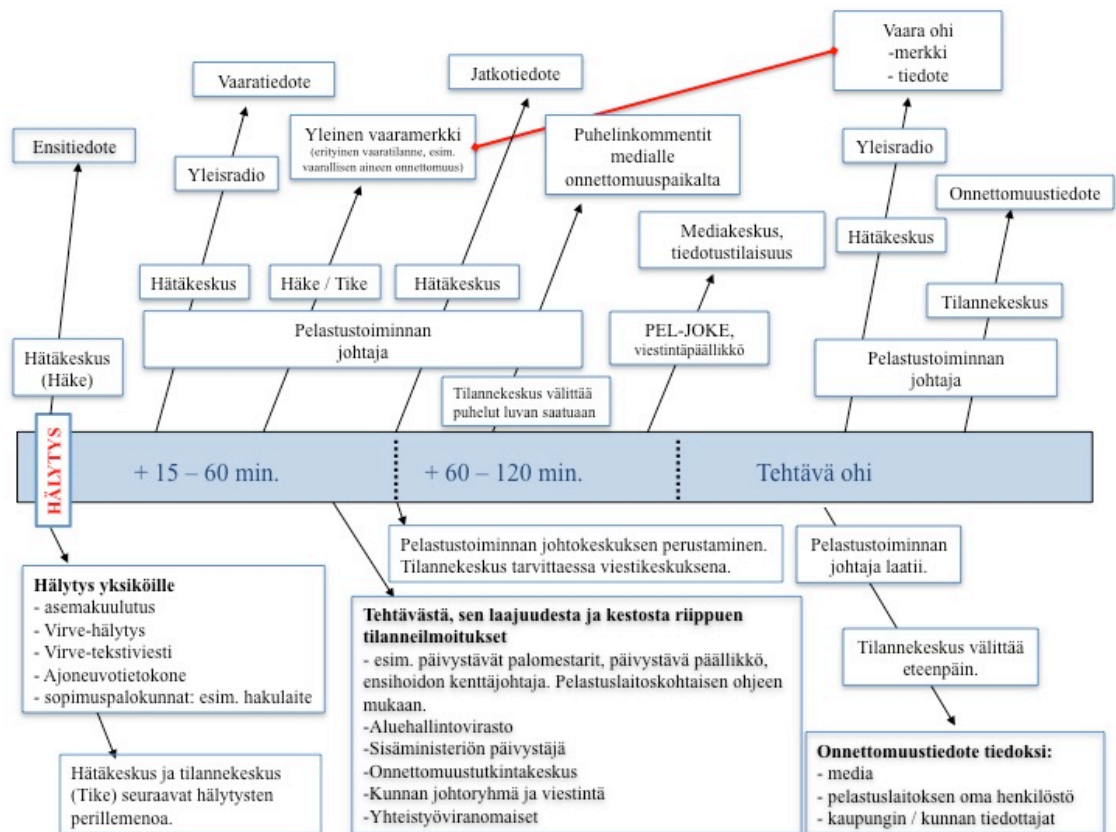 Vaara ohi
-merkki
- tiedote
Vaaratiedote
Jatkotiedote
Ensitiedote
Yleisradio
Yleinen vaaramerkki
(erityinen vaaratilanne, esim.
vaarallisen aineen onnettomuus)
Puhelinkommentit
medialle
onnettomuuspaikalta
Yleisradio
Onnettomuustiedote
Mediakeskus,
tiedotustilaisuus
Hätäkeskus
Hätäkeskus
Häke / Tike
Hätäkeskus
Tilannekeskus
Pelastustoiminnan
johtaja
PEL-JOKE,
viestintäpäällikkö
Hätäkeskus
(Häke)
Pelastustoiminnan
johtaja
Tilannekeskus välittää
puhelut luvan saatuaan
HÄLYTYS
+ 15 – 60 min.
+ 60 – 120 min.
Tehtävä ohi
Pelastustoiminnan johtokeskuksen perustaminen.
Tilannekeskus tarvittaessa viestikeskuksena.
Pelastustoiminnan
johtaja laatii.
Hälytys yksiköille
- asemakuulutus
- Virve-hälytys
- Virve-tekstiviesti
- Ajoneuvotietokone
- sopimuspalokunnat: esim. hakulaite
Tehtävästä, sen laajuudesta ja kestosta riippuen
tilanneilmoitukset
- esim. päivystävät palomestarit, päivystävä päällikkö,
ensihoidon kenttäjohtaja. Pelastuslaitoskohtaisen ohjeen
mukaan.
-Aluehallintovirasto
-Sisäministeriön päivystäjä
-Onnettomuustutkintakeskus
-Kunnan johtoryhmä ja viestintä
-Yhteistyöviranomaiset
Tilannekeskus välittää
eteenpäin.
Hätäkeskus ja tilannekeskus
(Tike) seuraavat hälytysten
perillemenoa.
Onnettomuustiedote tiedoksi:
- media
- pelastuslaitoksen oma henkilöstö
- kaupungin / kunnan tiedottajat